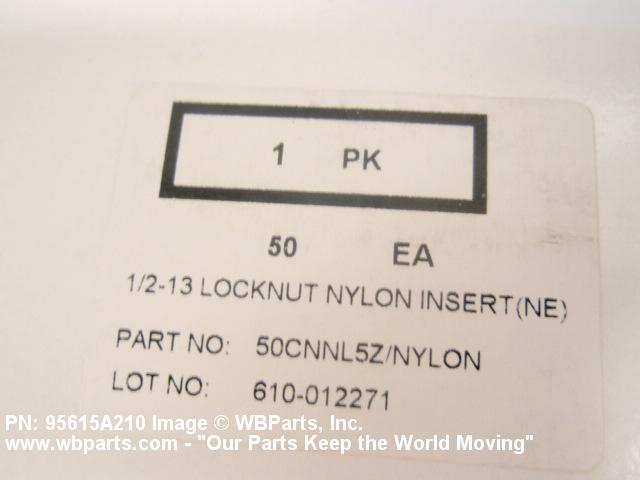 1 PK
50 EA
1/2-13 LOCKNUT NYLON INSERT(NE)
PART NO: 50CNNL5Z/NYLON
LOT NO: 610-012271
PN: 95615A210 Image © WBParts, Inc.
www.wbparts.com - "Our Parts Keep the World Moving"